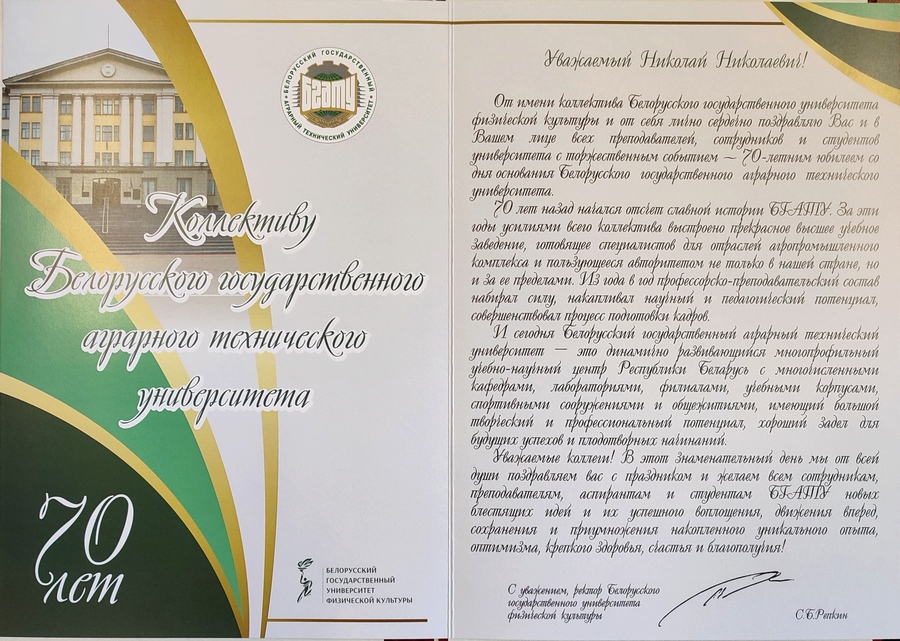 БЕЛОРУССКИЙ ГОСУДАРСТВЕННЫЙ
АГРАРНЫЙ ТЕХНИЧЕСКИЙ УНИВЕРСИТЕТ
БГАТУ
Коллективу
Белорусского государственного
аграрного технического
университета
70
лет
БЕЛОРУССКИЙ
ГОСУДАРСТВЕННЫЙ
УНИВЕРСИТЕТ
ФИЗИЧЕСКОЙ КУЛЬТУРЫ
Уважаемый Николай Николаевич!
От имени коллектива Белорусского государственного университета
физической культуры и от себя лично сердечно поздравляю Вас и в
Вашем лице всех преподавателей, сотрудников и студентов
университета с торжественным событием – 70-летним юбилеем со
дня основания Белорусского государственного аграрного технического
университета.
70 лет назад начался отсчет славной истории БГАТУ. За эти
годы усилиями всего коллектива выстроено прекрасное высшее учебное
заведение, готовящее специалистов для отраслей агропромышленного
комплекса и пользующееся авторитетом не только в нашей стране, но
и за ее пределами. Из года в год профессорско-преподавательский состав
набирал силу, накапливал научный и педагогический потенциал,
совершенствовал процесс подготовки кадров.
И сегодня Белорусский государственный аграрный технический
университет — это динамично развивающийся многопрофильный
учебно-научный центр Республики Беларусь с многочисленными
кафедрами, лабораториями, филиалами, учебными корпусами,
спортивными сооружениями и общежитиями, имеющий большой
творческий и профессиональный потенциал, хороший задел для
будущих успехов и плодотворных начинаний.
Уважаемые коллеги! В этот знаменательный день мы от всей
души поздравляем вас с праздником и желаем всем сотрудникам,
преподавателям, аспирантам и студентам БГАТУ новых
блестящих идей и их успешного воплощения, движения вперед,
сохранения и приумножения накопленного уникального опыта,
оптимизма, крепкого здоровья, счастья и благополучия!
С уважением, ректор Белорусского
государственного университета
физической культуры
С.Б.Репкин